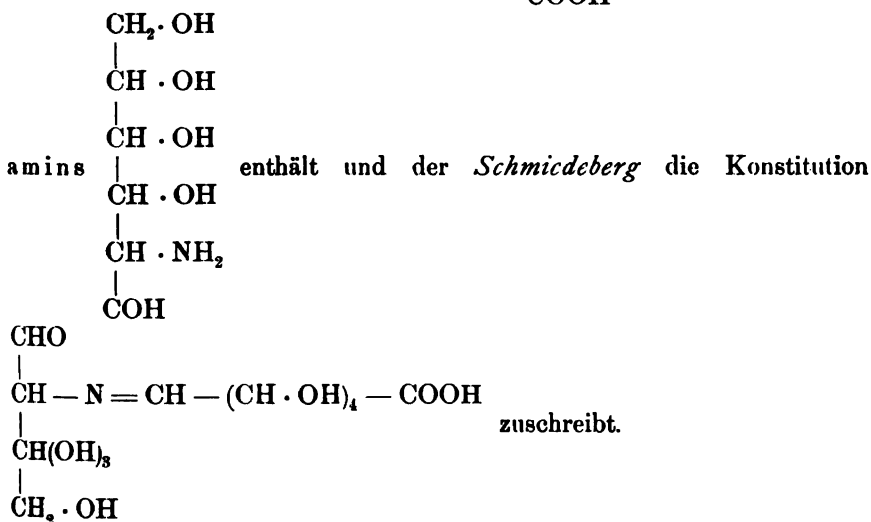 COOH
CH₂ · OH
CH · OH
CH · OH
amins enthält und der Schmiedeberg die Konstitution
CH · OH
CH · NH₂
COH
CHO
CH — N = CH — (CH · OH)₄ — COOH
zuschreibt.
CH(OH)₃
CH₂ · OH